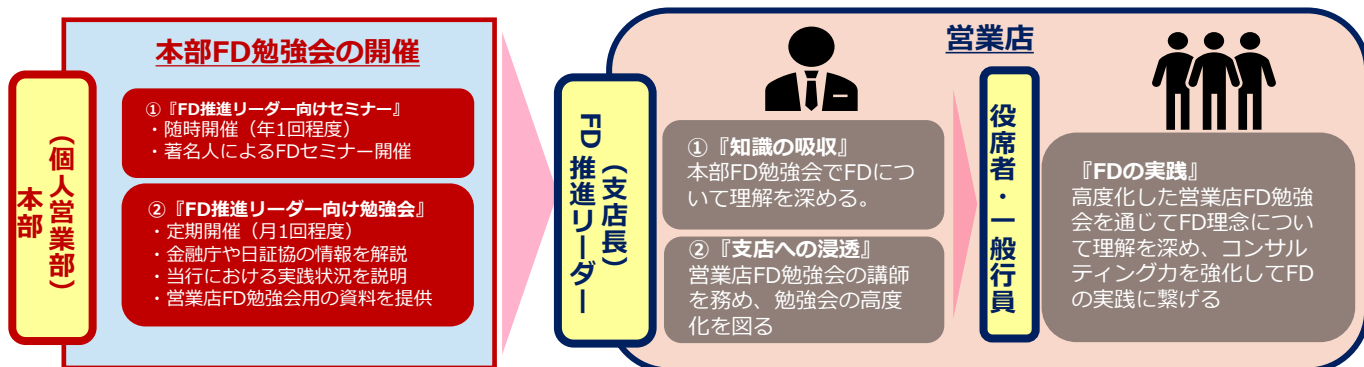 本部FD勉強会の開催
本部
（個人営業部）
①『FD推進リーダー向けセミナー』
・随時開催（年1回程度）
・著名人によるFDセミナー開催
②『FD推進リーダー向け勉強会』
・定期開催（月1回程度）
・金融庁や日証協の情報を解説
・当行における実践状況を説明
・営業店FD勉強会用の資料を提供
営業店
FD推進リーダー
（支店長）
①『知識の吸収』
本部FD勉強会でFDにつ
いて理解を深める。
②『支店への浸透』
営業店FD勉強会の講師
を務め、勉強会の高度
化を図る
役席者・一般行員
『FDの実践』
高度化した営業店FD勉強
会を通じてFD理念につい
て理解を深め、コンサル
ティング力を強化してFD
の実践に繋げる